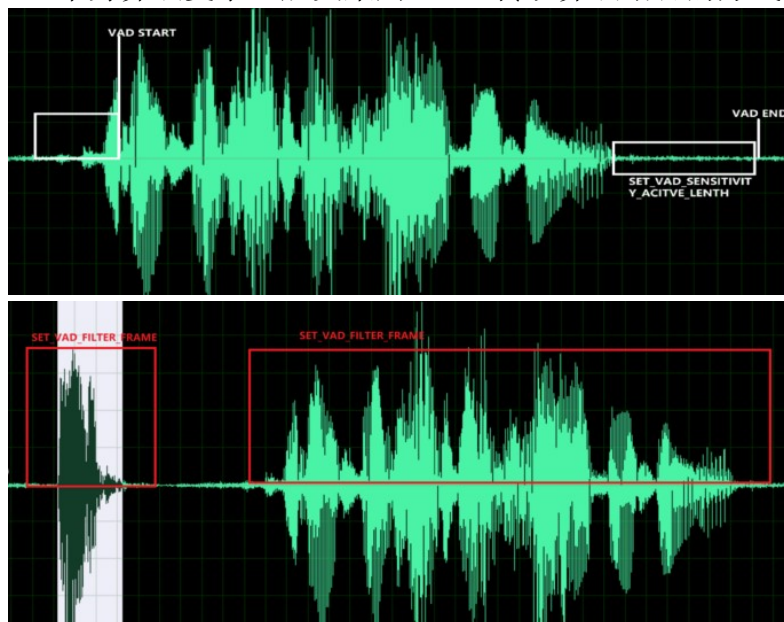 VAD START
VAD END
SET_VAD_SENSITIVIT
Y_ACITVE_LENTH
SET_VAD_FILTER_FRAME
SET_VAD_FILTER_FRAME